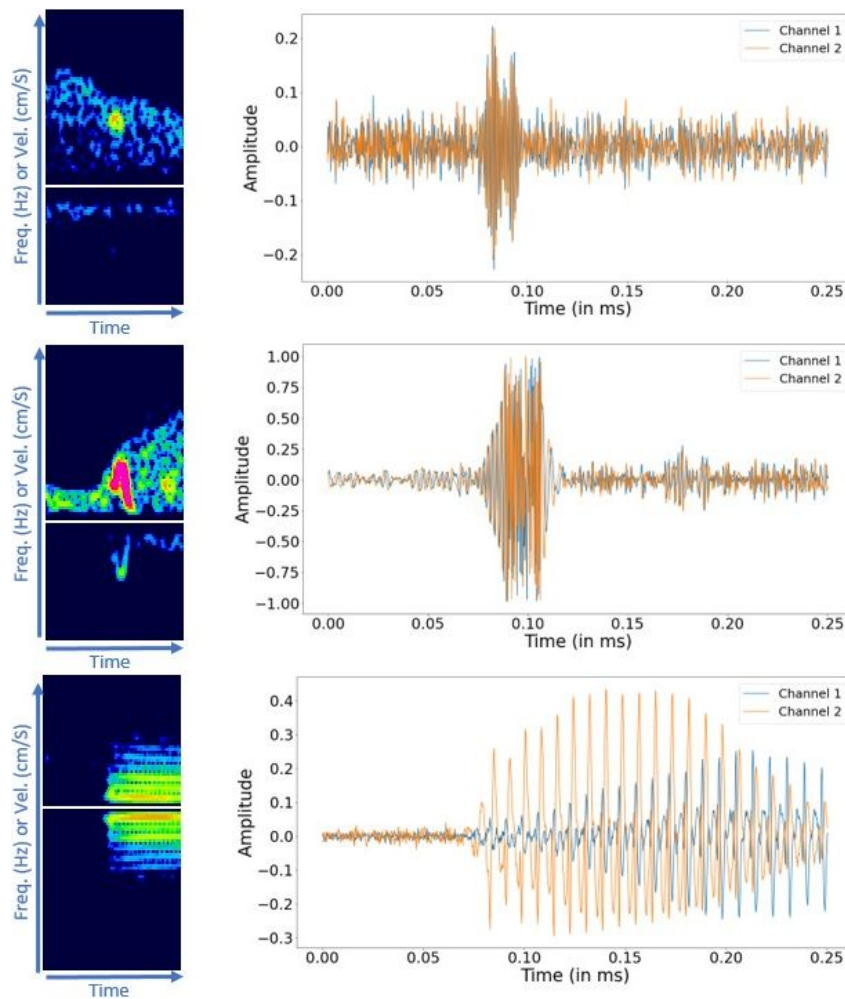 Freq. (Hz) or Vel. (cm/S)
Time
Amplitude
0.2
0.1
0.0
−0.1
−0.2
Channel 1
Channel 2
0.00 0.05 0.10 0.15 0.20 0.25
Time (in ms)
Freq. (Hz) or Vel. (cm/S)
Time
Amplitude
1.00
0.75
0.50
0.25
0.00
−0.25
−0.50
−0.75
−1.00
Channel 1
Channel 2
0.00 0.05 0.10 0.15 0.20 0.25
Time (in ms)
Freq. (Hz) or Vel. (cm/S)
Time
Amplitude
0.4
0.3
0.2
0.1
0.0
−0.1
−0.2
−0.3
Channel 1
Channel 2
0.00 0.05 0.10 0.15 0.20 0.25
Time (in ms)